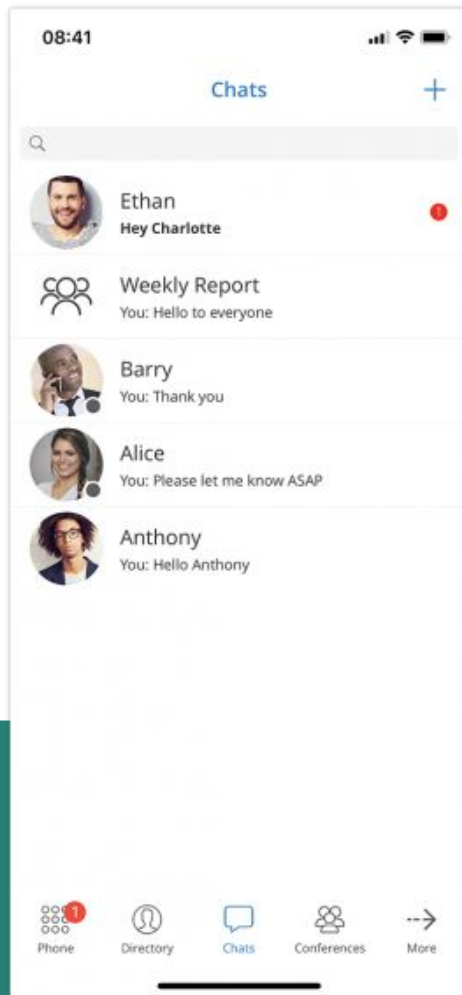 08:41
Chats
Ethan
1
Hey Charlotte
Weekly Report
You: Hello to everyone
Barry
You: Thank you
Alice
You: Please let me know ASAP
Anthony
You: Hello Anthony
1
Phone
Directory
Chats
Conferences
More